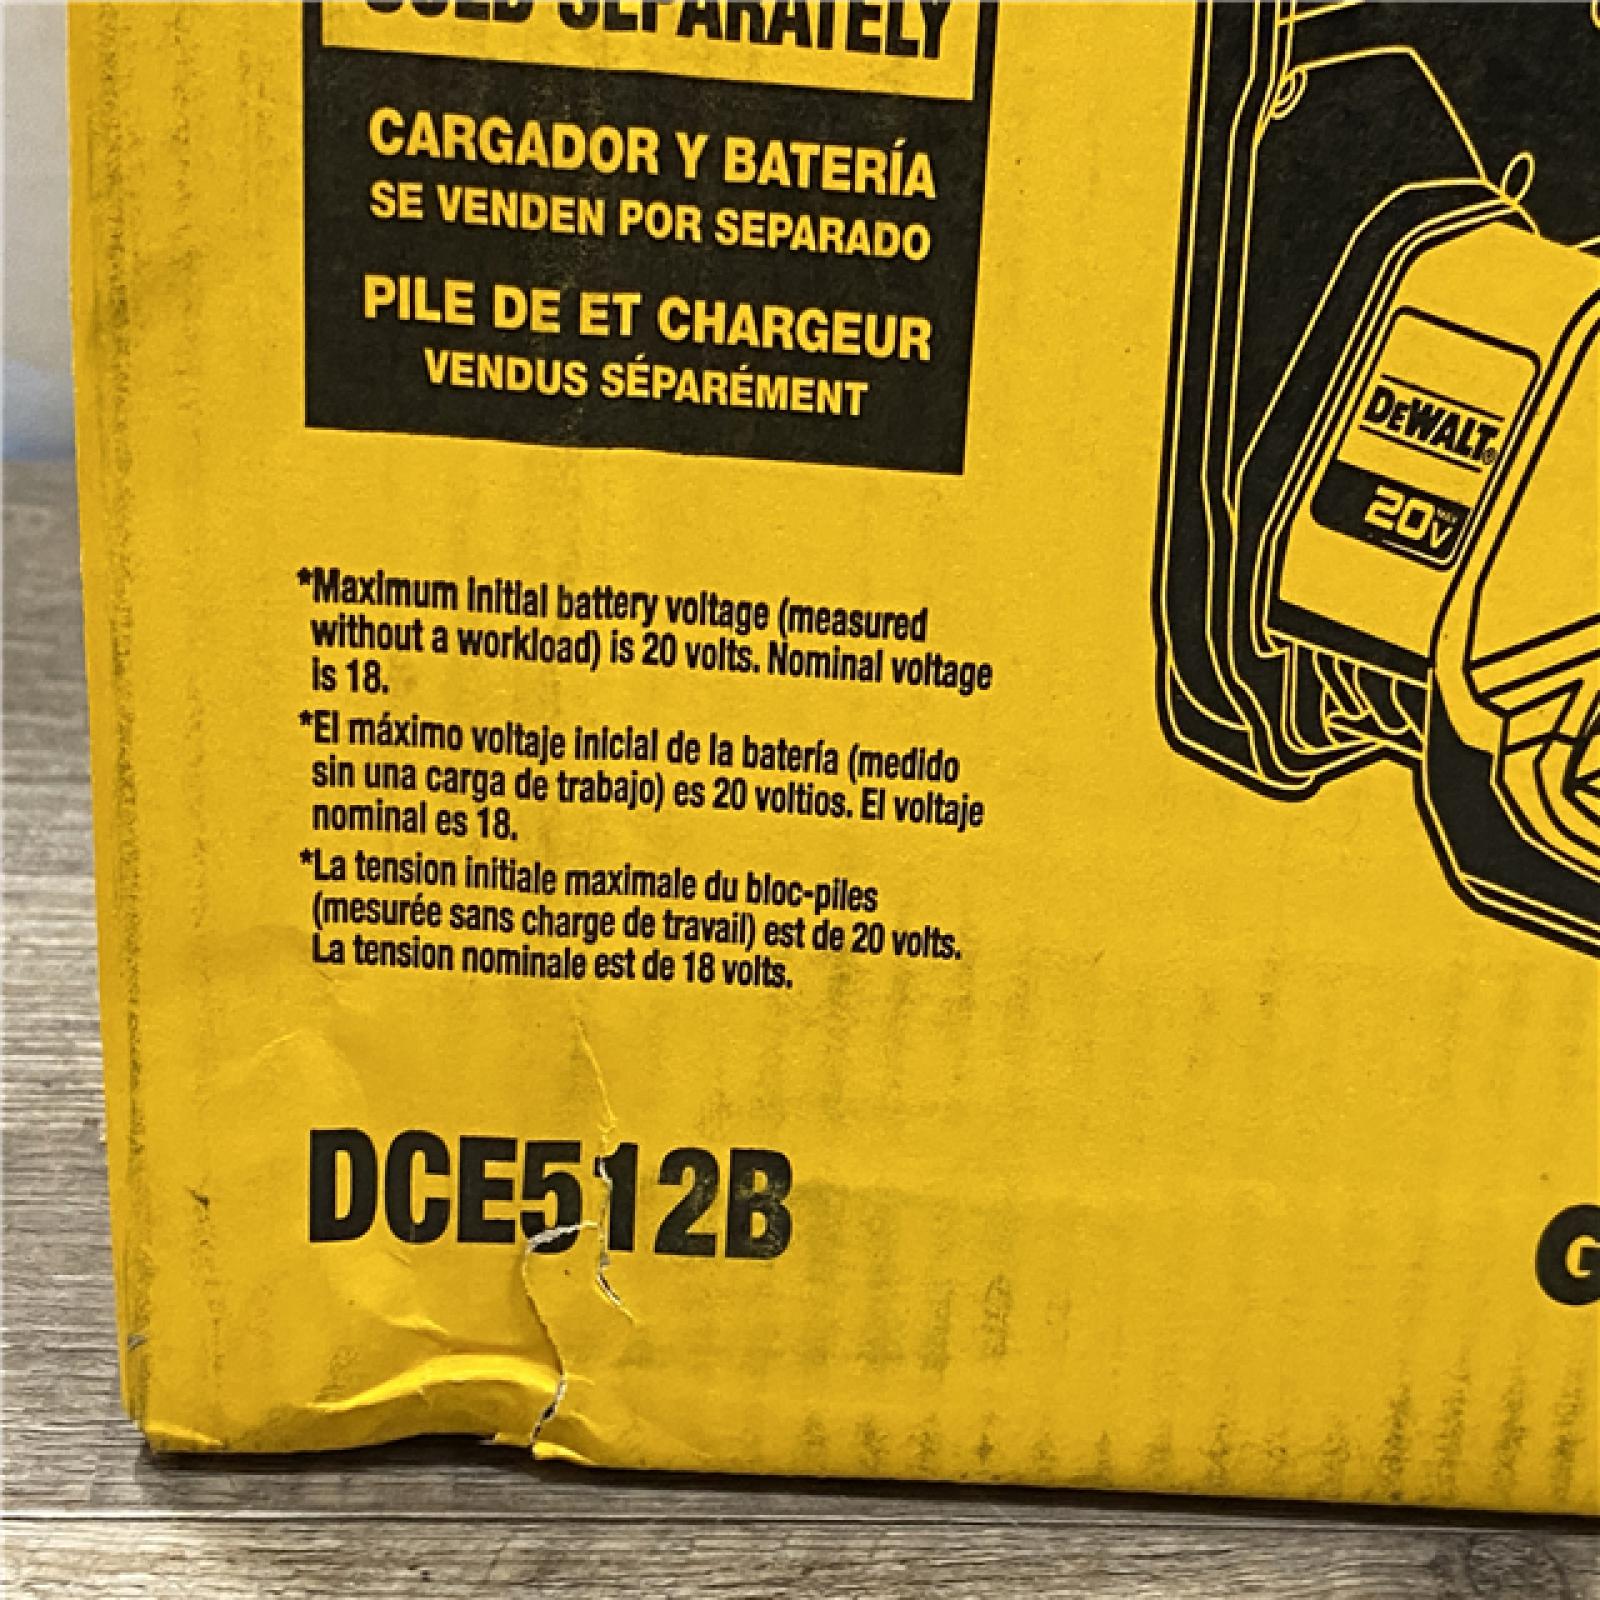 SOLD SEPARATELY
CARGADOR Y BATERÍA
SE VENDEN POR SEPARADO
PILE DE ET CHARGEUR
VENDUS SÉPARÉMENT
DEWALT®
20V MAX
*Maximum initial battery voltage (measured
without a workload) is 20 volts. Nominal voltage
is 18.
*El máximo voltaje inicial de la batería (medido
sin una carga de trabajo) es 20 voltios. El voltaje
nominal es 18.
*La tension initiale maximale du bloc-piles
(mesurée sans charge de travail) est de 20 volts.
La tension nominale est de 18 volts.
DCE512B
G